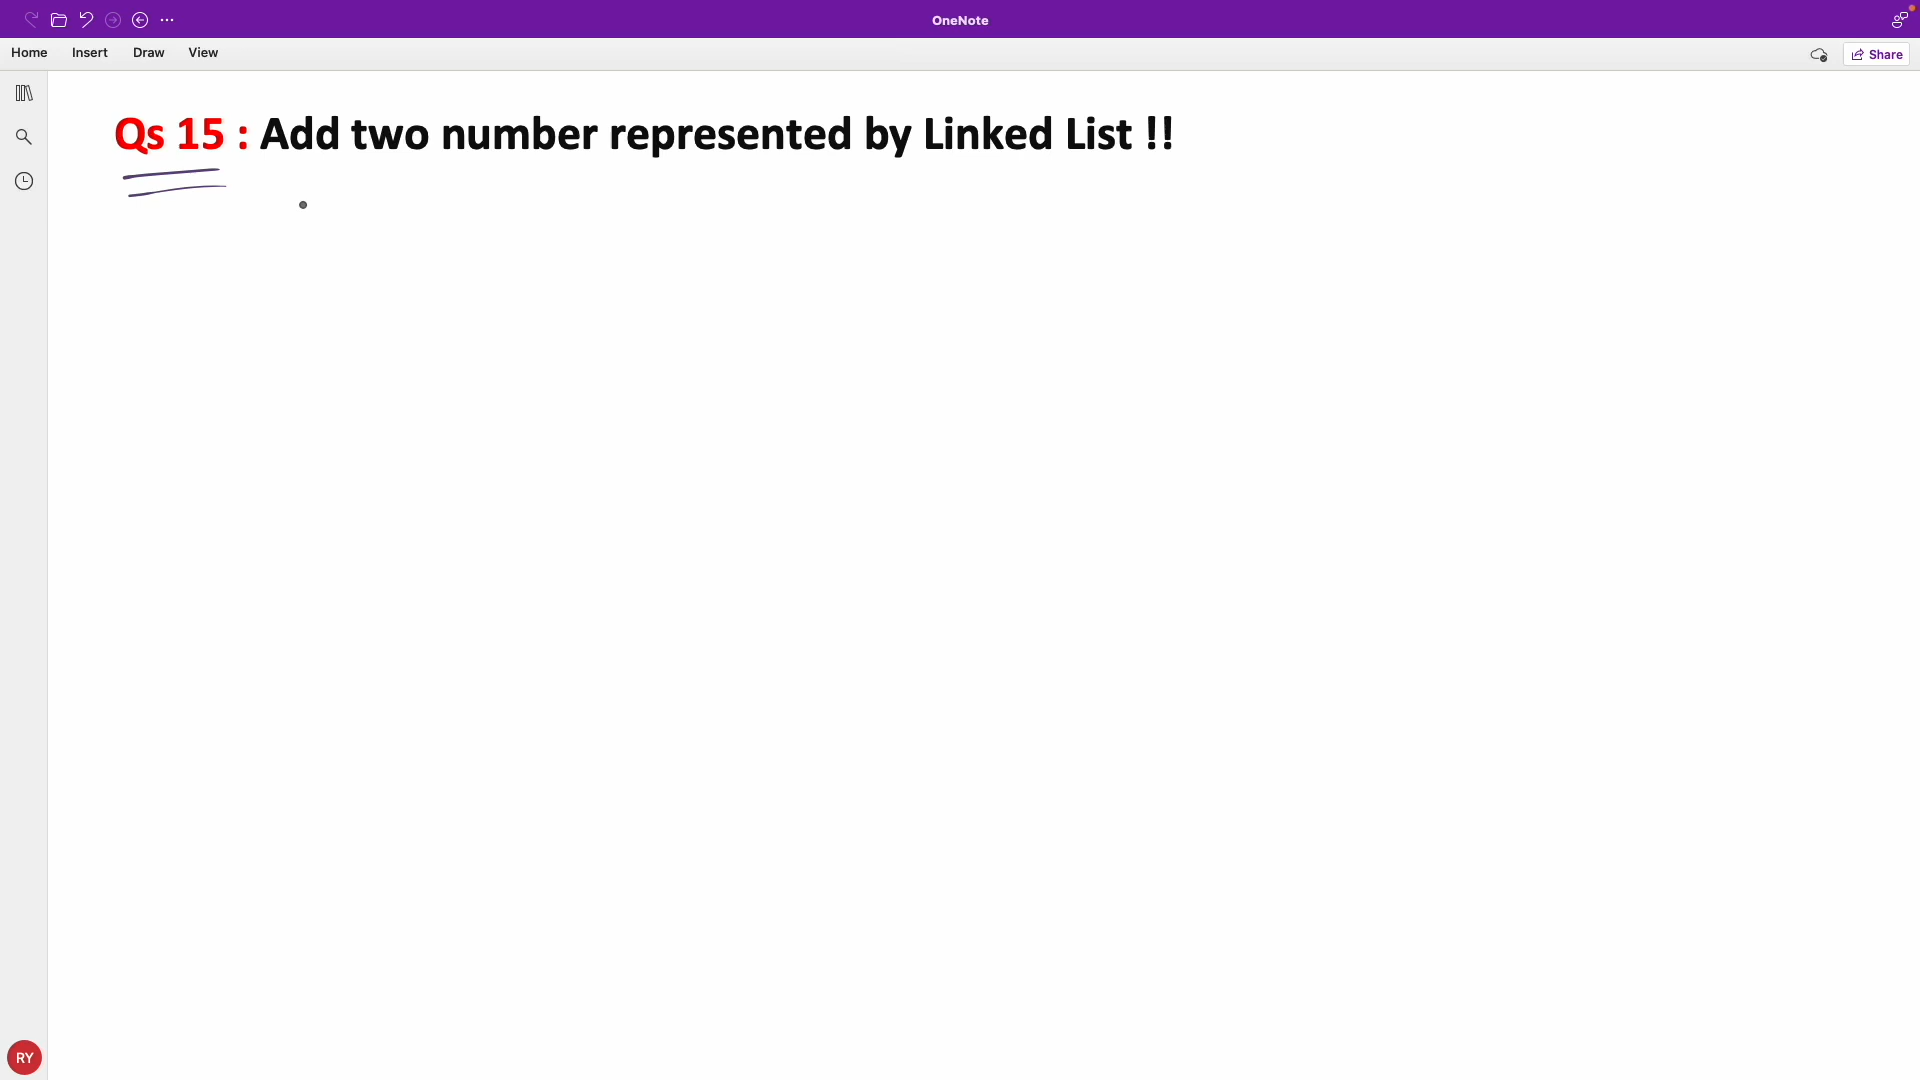 OneNote
Home Insert Draw View Share
Qs 15 : Add two number represented by Linked List !!
RY